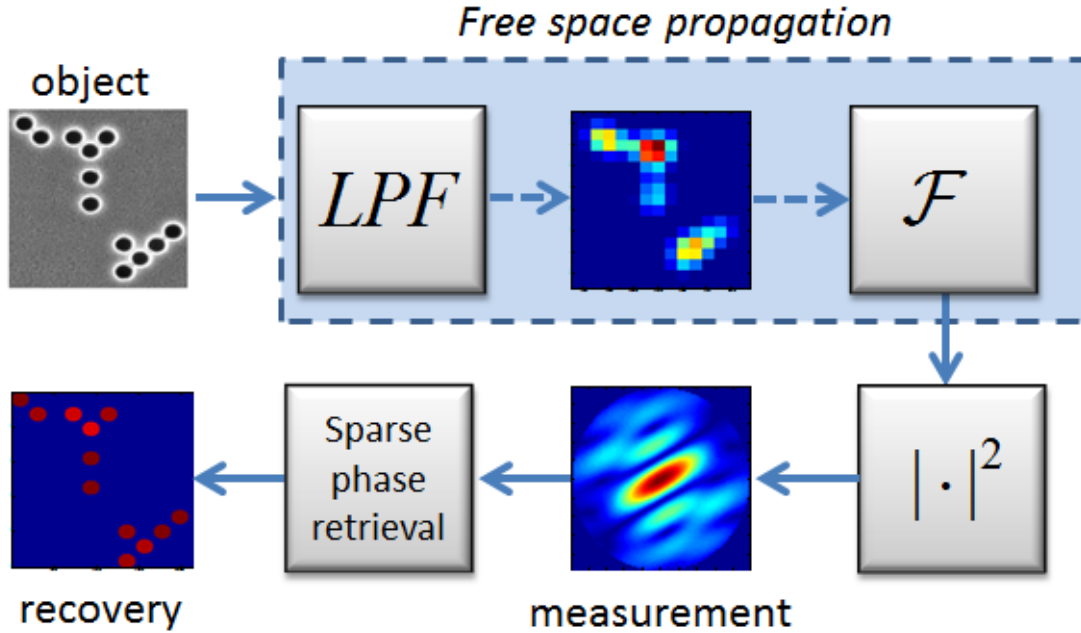 Free space propagation
object
LPF
ℱ
| · |²
Sparse
phase
retrieval
recovery
measurement